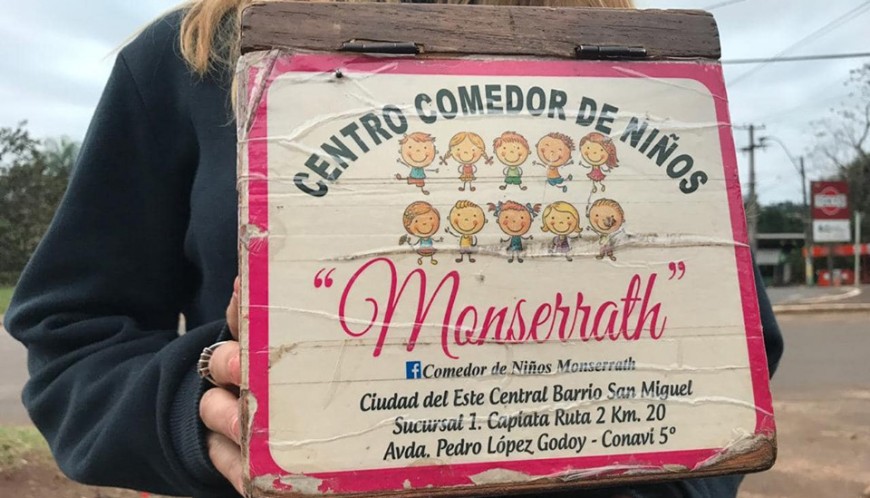 CENTRO COMEDOR DE NIÑOS
"Monserrath"
Comedor de Niños Monserrath
Ciudad del Este Central Barrio San Miguel
Sucursal 1. Capiata Ruta 2 Km. 20
Avda. Pedro López Godoy - Conavi 5°